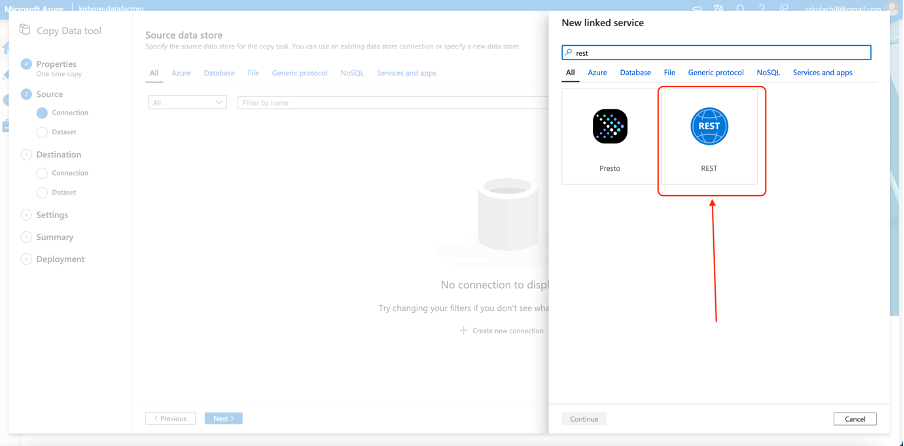 Microsoft Azure
kishore-datafactory
Copy Data tool
Properties
One time copy
Source
Connection
Dataset
Destination
Connection
Dataset
Settings
Summary
Deployment
Source data store
Specify the source data store for the copy task. You can use an existing data store connection or specify a new data store.
All Azure Database File Generic protocol NoSQL Services and apps
All Filter by name
No connection to displ
Try changing your filters if you don't see wha
+ Create new connection
< Previous Next >
New linked service
rest
All Azure Database File Generic protocol NoSQL Services and apps
REST
Presto REST
Continue Cancel